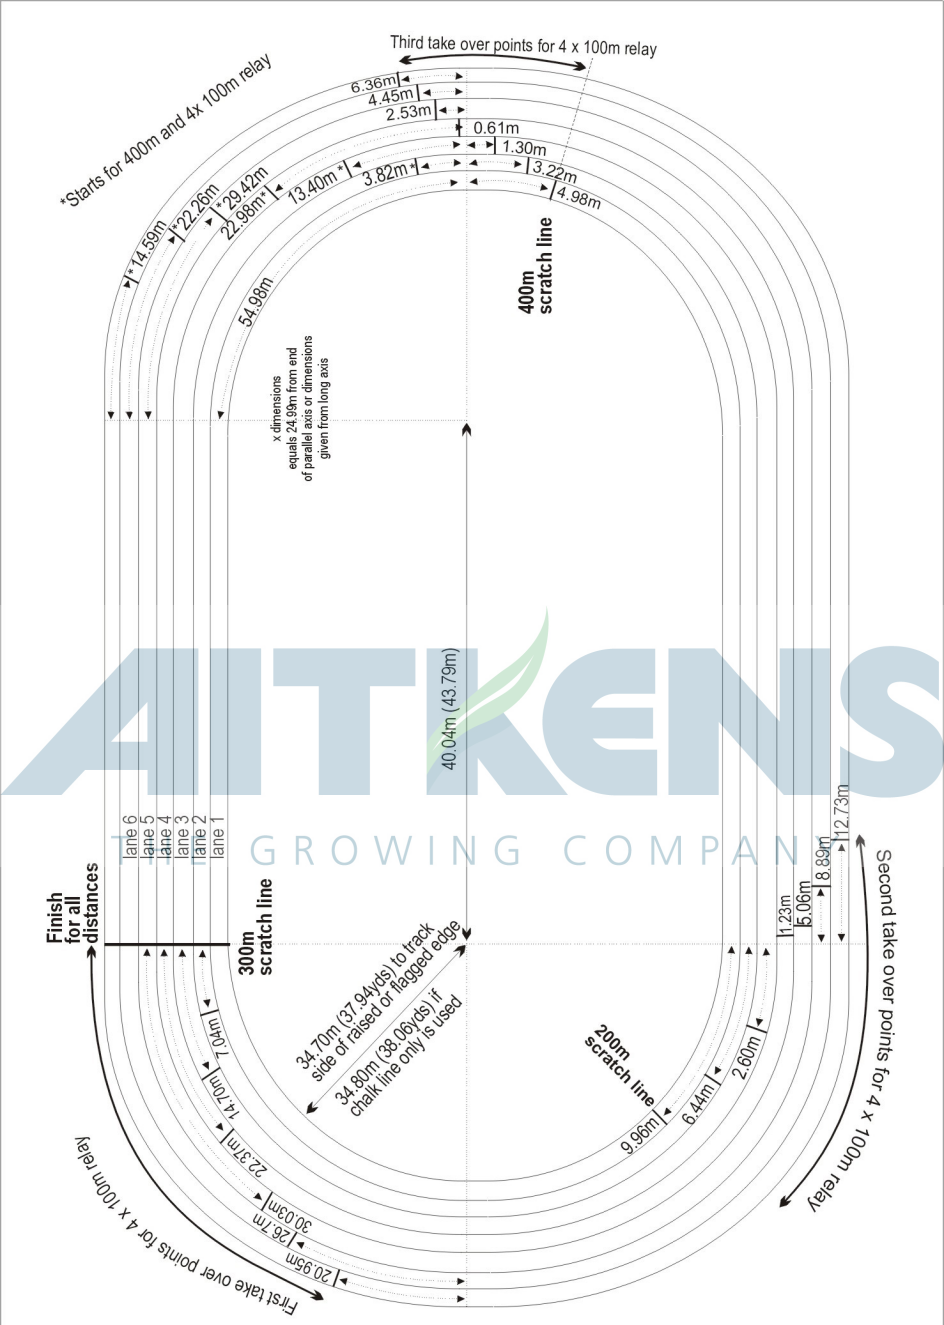 Third take over points for 4 x 100m relay
*Starts for 400m and 4x 100m relay
6.36m
4.45m
2.53m
0.61m
1.30m
3.22m
4.98m
3.82m*
13.40m*
*29.42m
22.98m*
*22.26m
*14.59m
54.98m
400m
scratch line
x dimensions
equals 24.99m from end
of parallel axis or dimensions
given from long axis
40.04m (43.79m)
AITKENS
THE GROWING COMPANY
lane 6
lane 5
lane 4
lane 3
lane 2
lane 1
12.73m
8.89m
5.06m
1.23m
Finish
for all
distances
300m
scratch line
34.70m (37.94yds) to track
side of raised or flagged edge
34.80m (38.06yds) if
chalk line only is used
200m
scratch line
2.60m
6.44m
9.96m
7.04m
14.70m
22.37m
30.03m
26.7m
20.95m
Second take over points for 4 x 100m relay
First take over points for 4 x 100m relay